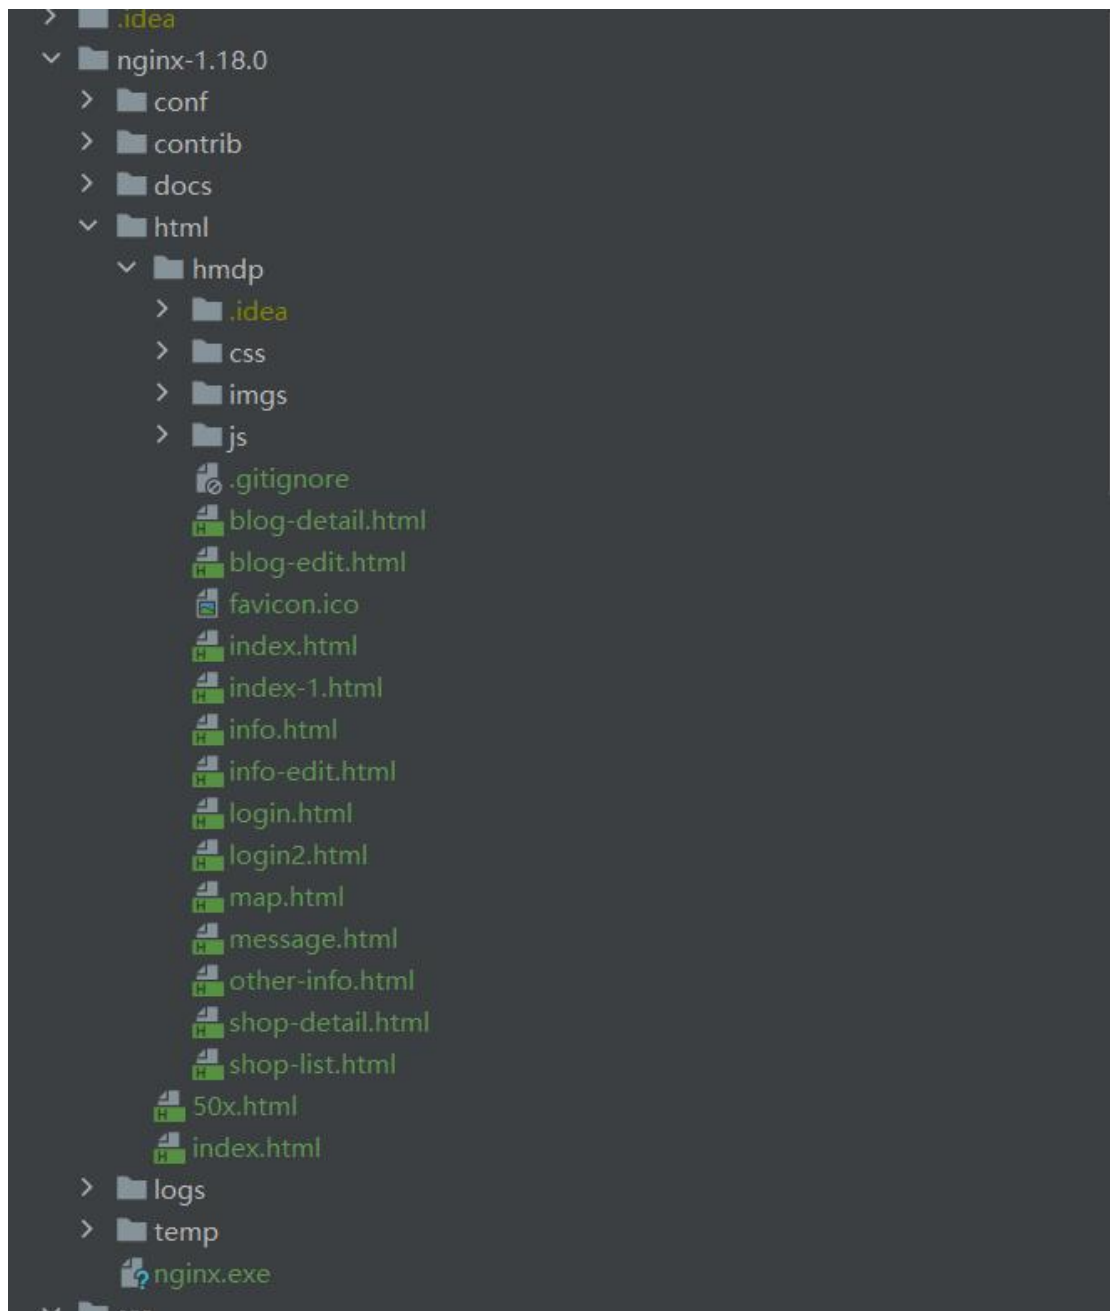 .idea
nginx-1.18.0
conf
contrib
docs
html
hmdp
.idea
css
imgs
js
.gitignore
blog-detail.html
blog-edit.html
favicon.ico
index.html
index-1.html
info.html
info-edit.html
login.html
login2.html
map.html
message.html
other-info.html
shop-detail.html
shop-list.html
50x.html
index.html
logs
temp
nginx.exe